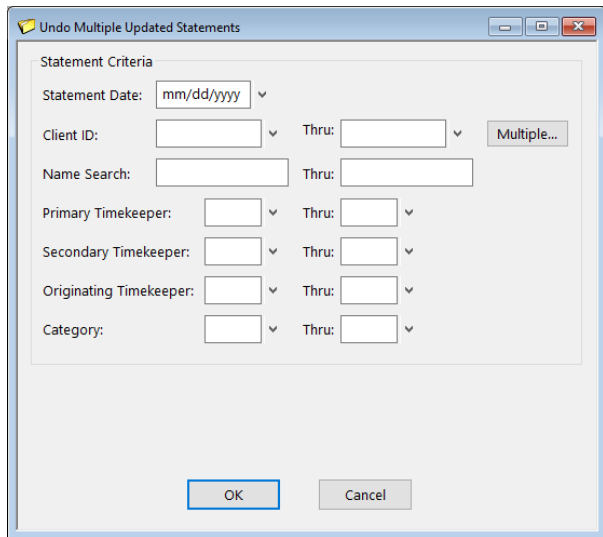 Undo Multiple Updated Statements
Statement Criteria
Statement Date: mm/dd/yyyy
Client ID: Thru: Multiple...
Name Search: Thru:
Primary Timekeeper: Thru:
Secondary Timekeeper: Thru:
Originating Timekeeper: Thru:
Category: Thru:
OK Cancel